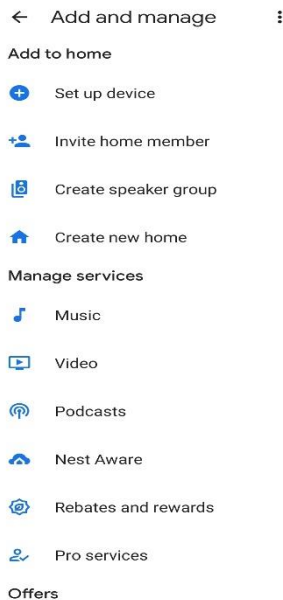 Add and manage
Add to home
Set up device
Invite home member
Create speaker group
Create new home
Manage services
Music
Video
Podcasts
Nest Aware
Rebates and rewards
Pro services
Offers